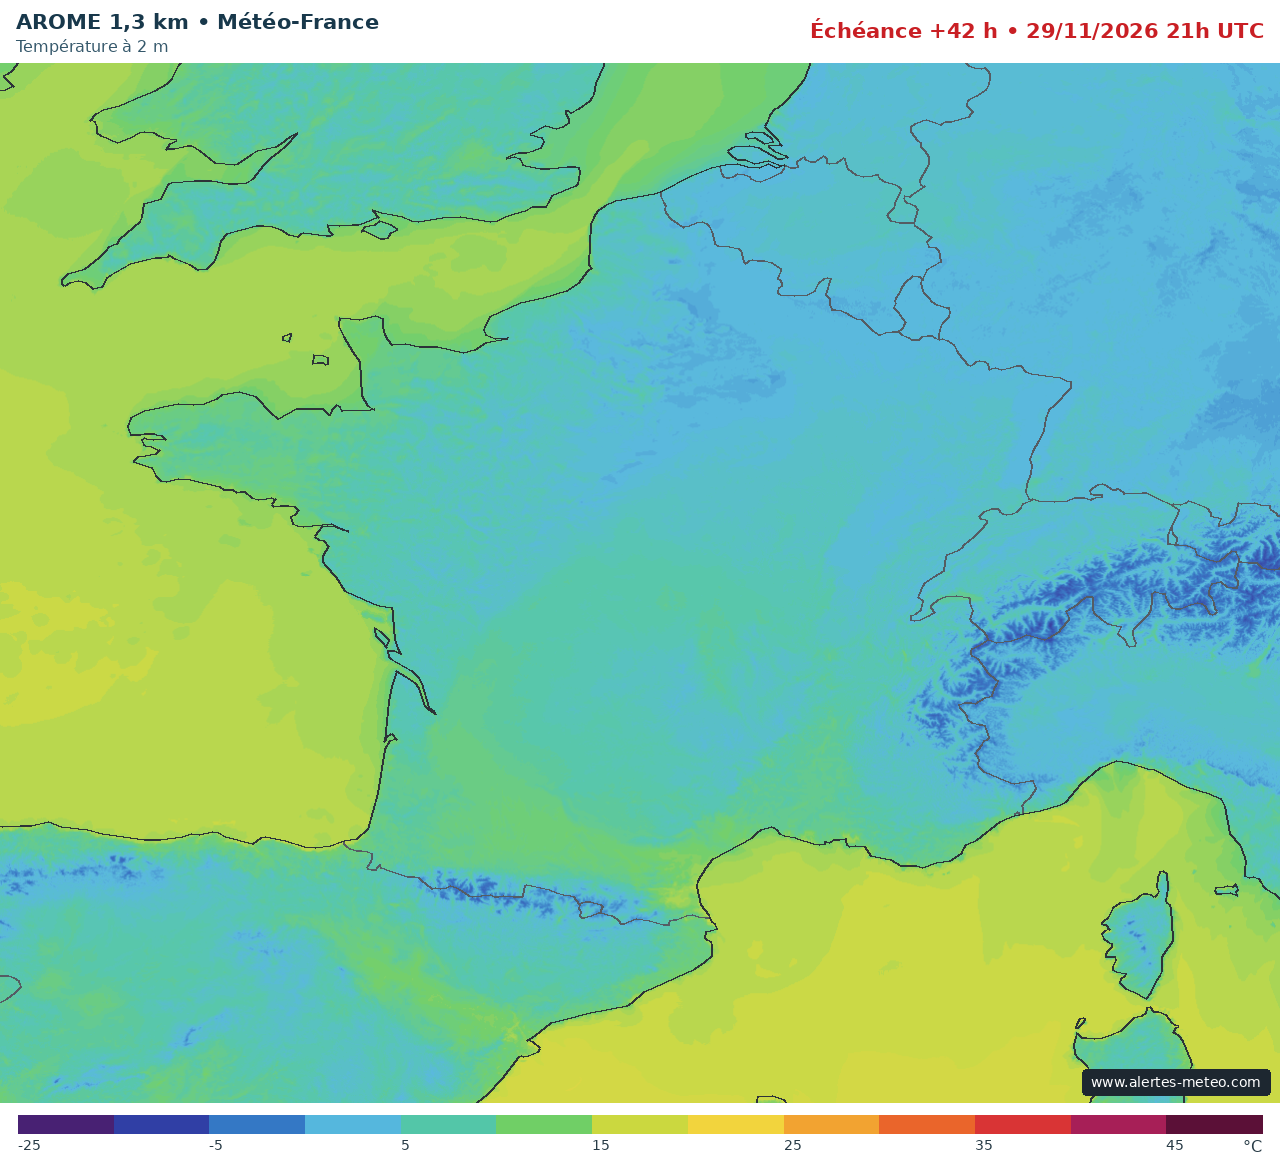 AROME 1,3 km • Météo-France
Température à 2 m
Échéance +42 h • 29/11/2026 21h UTC
www.alertes-meteo.com
-25 -5 5 15 25 35 45 °C